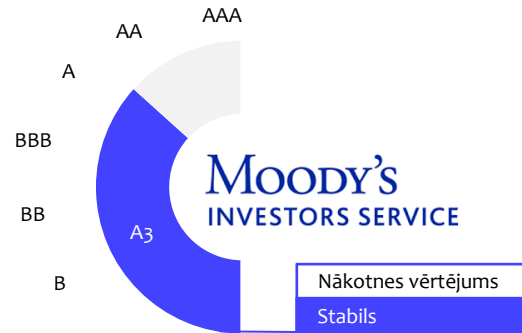 AAA
AA
A
BBB
BB
B
A3
MOODY'S
INVESTORS SERVICE
Nākotnes vērtējums
Stabils